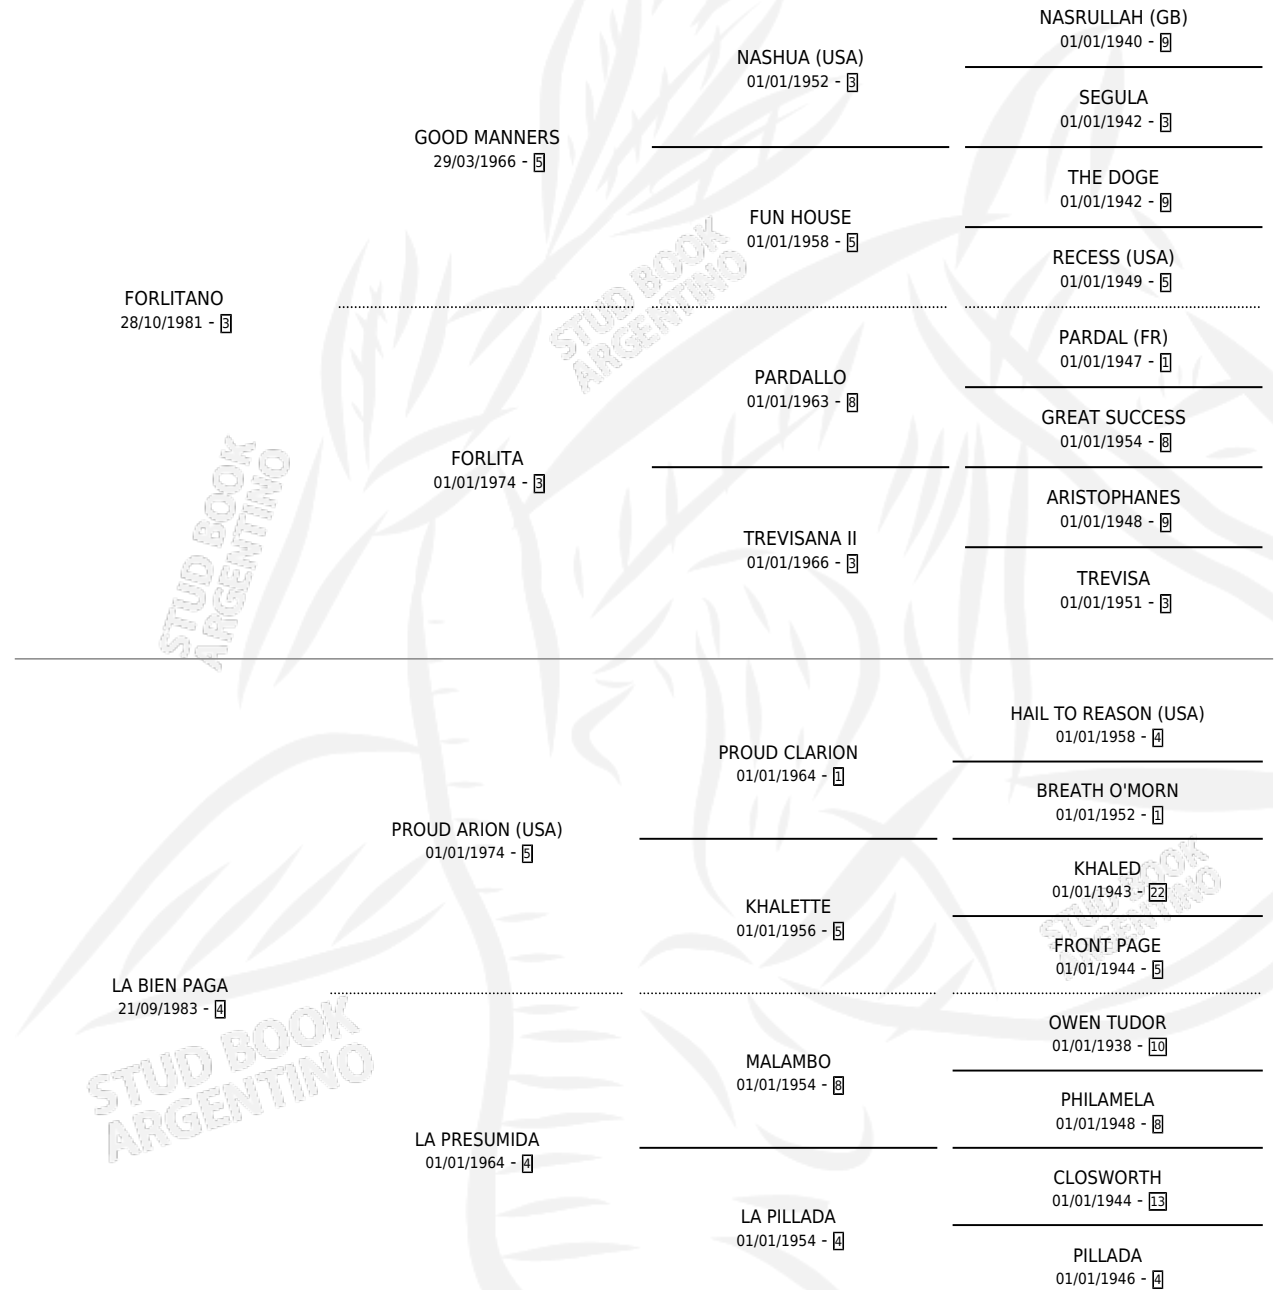 NASRULLAH (GB)
01/01/1940 - 9
NASHUA (USA)
01/01/1952 - 3
SEGULA
01/01/1942 - 3
GOOD MANNERS
29/03/1966 - 5
THE DOGE
01/01/1942 - 9
FUN HOUSE
01/01/1958 - 5
RECESS (USA)
01/01/1949 - 5
FORLITANO
28/10/1981 - 3
PARDAL (FR)
01/01/1947 - 1
PARDALLO
01/01/1963 - 8
GREAT SUCCESS
01/01/1954 - 8
FORLITA
01/01/1974 - 3
ARISTOPHANES
01/01/1948 - 9
TREVISANA II
01/01/1966 - 3
TREVISA
01/01/1951 - 3
STUD BOOK
ARGENTINO
STUD BOOK
ARGENTINO
HAIL TO REASON (USA)
01/01/1958 - 4
PROUD CLARION
01/01/1964 - 1
BREATH O'MORN
01/01/1952 - 1
PROUD ARION (USA)
01/01/1974 - 5
KHALED
01/01/1943 - 22
KHALETTE
01/01/1956 - 5
FRONT PAGE
01/01/1944 - 5
STUD BOOK
ARGENTINO
LA BIEN PAGA
21/09/1983 - 4
OWEN TUDOR
01/01/1938 - 10
MALAMBO
01/01/1954 - 8
PHILAMELA
01/01/1948 - 8
STUD BOOK
ARGENTINO
LA PRESUMIDA
01/01/1964 - 4
CLOSWORTH
01/01/1944 - 13
LA PILLADA
01/01/1954 - 4
PILLADA
01/01/1946 - 4